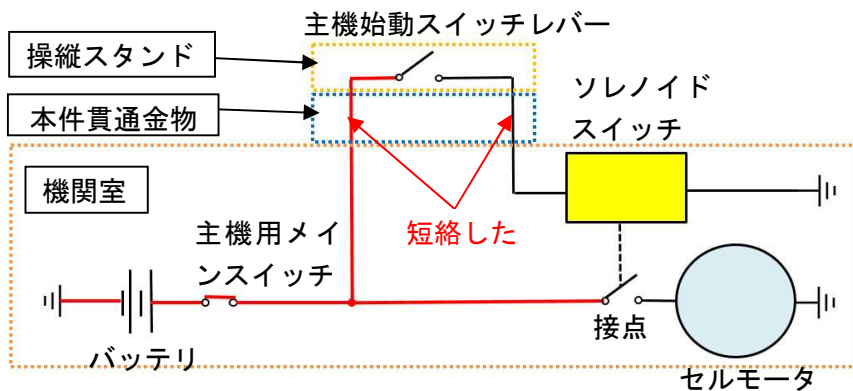 主機始動スイッチレバー
操縦スタンド
本件貫通金物
ソレノイド
スイッチ
機関室
主機用メイ
ンスイッチ
短絡した
バッテリ
接点
セルモータ